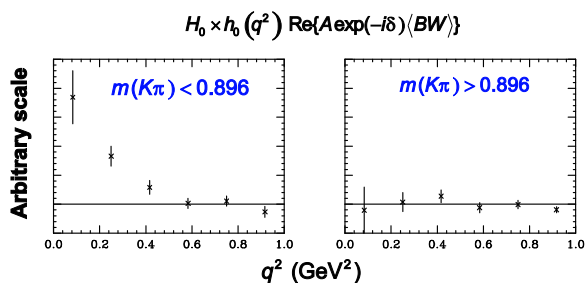 H₀ × h₀(q²) Re{A exp(−iδ)⟨BW⟩}
m(Kπ) < 0.896
m(Kπ) > 0.896
Arbitrary scale
0.0 0.2 0.4 0.6 0.8 1.0
0.2 0.4 0.6 0.8 1.0
q² (GeV²)